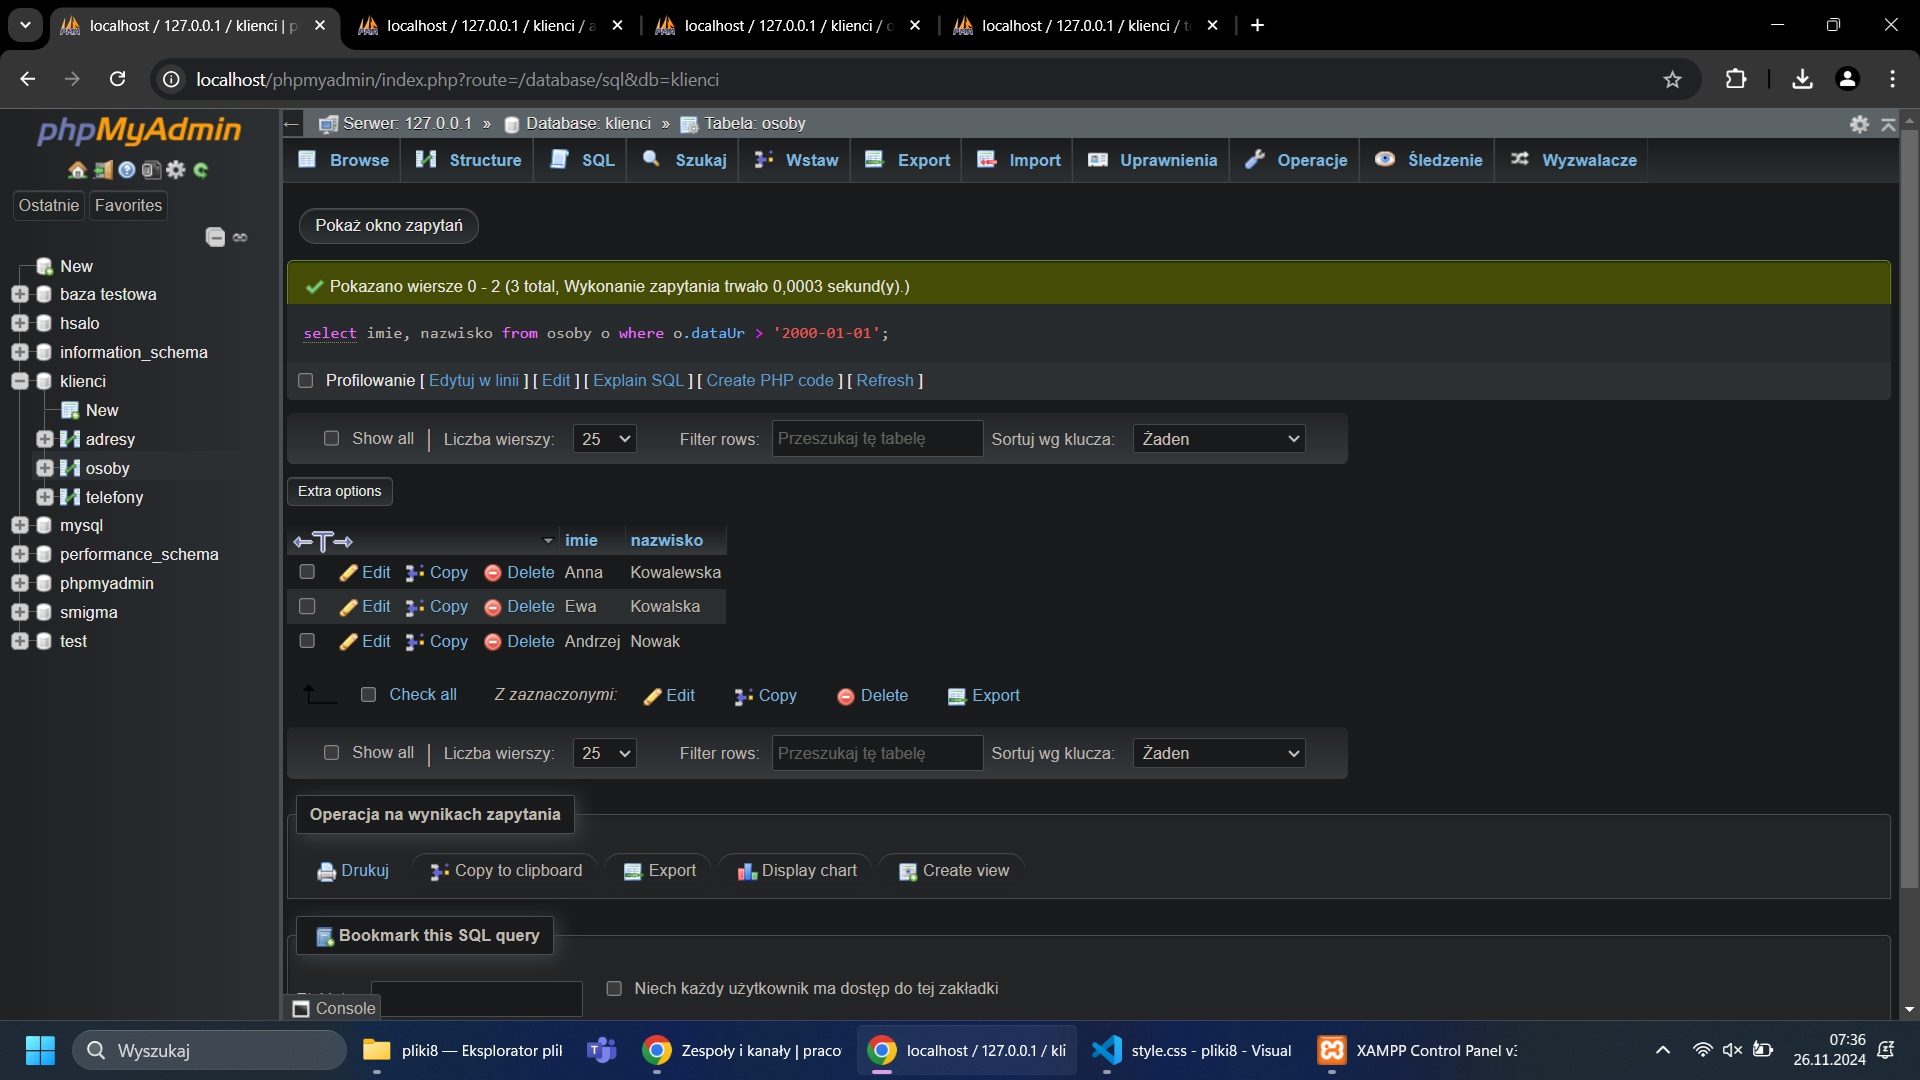 localhost / 127.0.0.1 / klienci | p
localhost / 127.0.0.1 / klienci / a
localhost / 127.0.0.1 / klienci / o
localhost / 127.0.0.1 / klienci / t
localhost/phpmyadmin/index.php?route=/database/sql&db=klienci
phpMyAdmin
Ostatnie Favorites
New
baza testowa
hsalo
information_schema
klienci
New
adresy
osoby
telefony
mysql
performance_schema
phpmyadmin
smigma
test
Serwer: 127.0.0.1 » Database: klienci » Tabela: osoby
Browse Structure SQL Szukaj Wstaw Export Import Uprawnienia Operacje Śledzenie Wyzwalacze
Pokaż okno zapytań
Pokazano wiersze 0 - 2 (3 total, Wykonanie zapytania trwało 0,0003 sekund(y).)
select imie, nazwisko from osoby o where o.dataUr > '2000-01-01';
Profilowanie [ Edytuj w linii ] [ Edit ] [ Explain SQL ] [ Create PHP code ] [ Refresh ]
Show all | Liczba wierszy: 25 Filter rows: Przeszukaj tę tabelę Sortuj wg klucza: Żaden
Extra options
imie nazwisko
Edit Copy Delete Anna Kowalewska
Edit Copy Delete Ewa Kowalska
Edit Copy Delete Andrzej Nowak
Check all Z zaznaczonymi: Edit Copy Delete Export
Show all | Liczba wierszy: 25 Filter rows: Przeszukaj tę tabelę Sortuj wg klucza: Żaden
Operacja na wynikach zapytania
Drukuj Copy to clipboard Export Display chart Create view
Bookmark this SQL query
Niech każdy użytkownik ma dostęp do tej zakładki
Console
Wyszukaj
pliki8 — Eksplorator plil
Zespoły i kanały | praco
localhost / 127.0.0.1 / kli
style.css - pliki8 - Visual
XAMPP Control Panel v3
07:36
26.11.2024